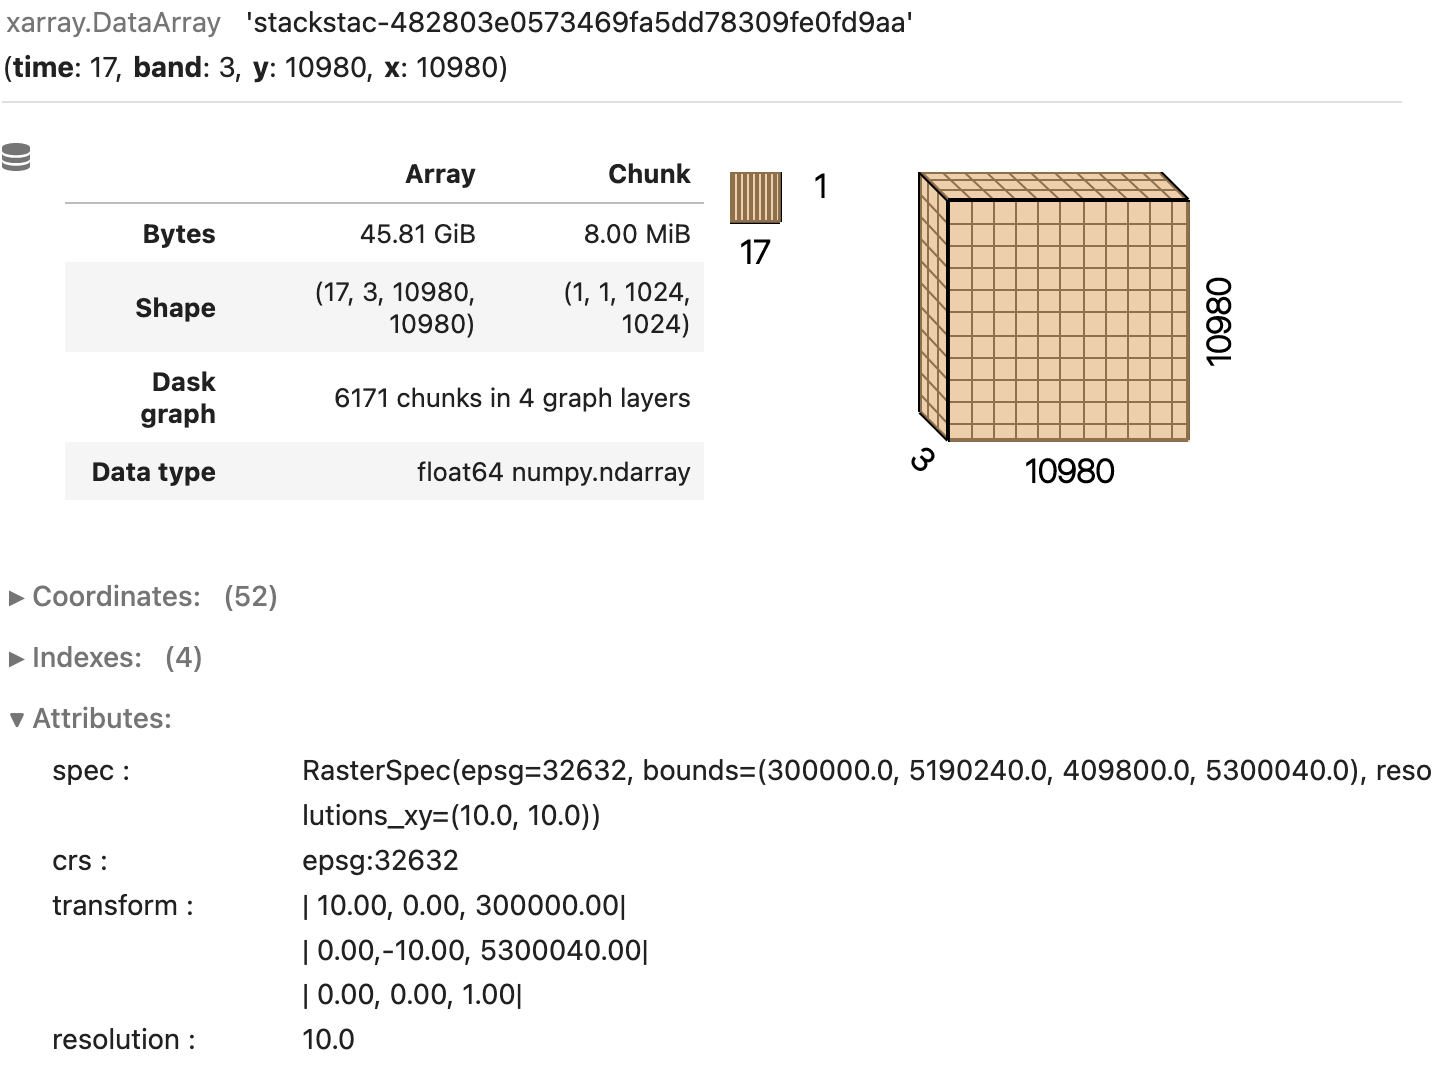 xarray.DataArray 'stackstac-482803e0573469fa5dd78309fe0fd9aa'
(time: 17, band: 3, y: 10980, x: 10980)
Array Chunk
Bytes 45.81 GiB 8.00 MiB
Shape (17, 3, 10980, (1, 1, 1024,
10980) 1024)
Dask
graph 6171 chunks in 4 graph layers
Data type float64 numpy.ndarray
1
17
10980
3
10980
► Coordinates: (52)
► Indexes: (4)
▼ Attributes:
spec : RasterSpec(epsg=32632, bounds=(300000.0, 5190240.0, 409800.0, 5300040.0), reso
lutions_xy=(10.0, 10.0))
crs : epsg:32632
transform : | 10.00, 0.00, 300000.00|
| 0.00,-10.00, 5300040.00|
| 0.00, 0.00, 1.00|
resolution : 10.0